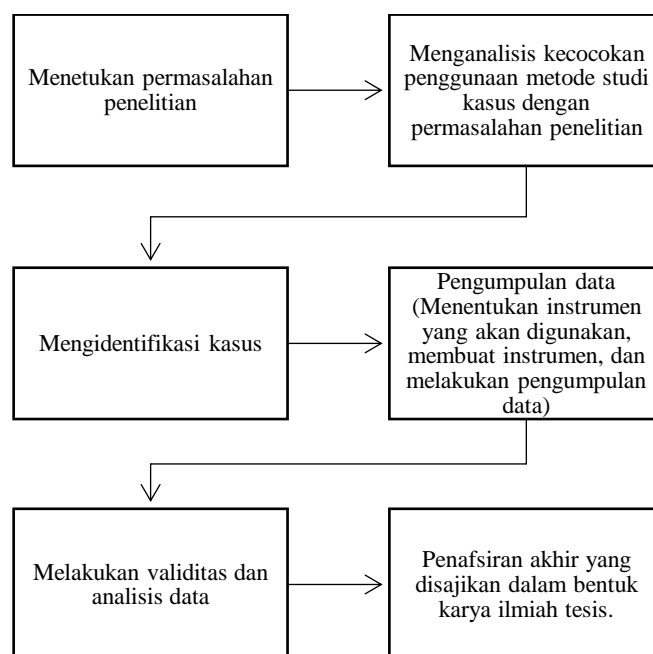 Menetukan permasalahan
penelitian
Menganalisis kecocokan
penggunaan metode studi
kasus dengan
permasalahan penelitian
Mengidentifikasi kasus
Pengumpulan data
(Menentukan instrumen
yang akan digunakan,
membuat instrumen, dan
melakukan pengumpulan
data)
Melakukan validitas dan
analisis data
Penafsiran akhir yang
disajikan dalam bentuk
karya ilmiah tesis.